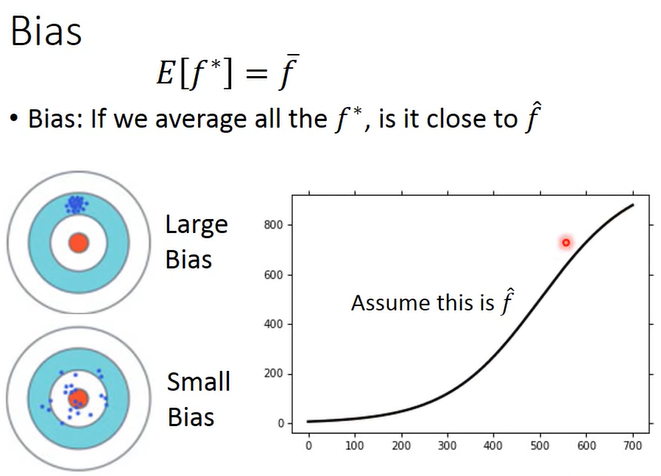 Bias
E[f*] = f̄
• Bias: If we average all the f*, is it close to f̂
Large
Bias
Small
Bias
Assume this is f̂
800
600
400
200
0
0 100 200 300 400 500 600 700